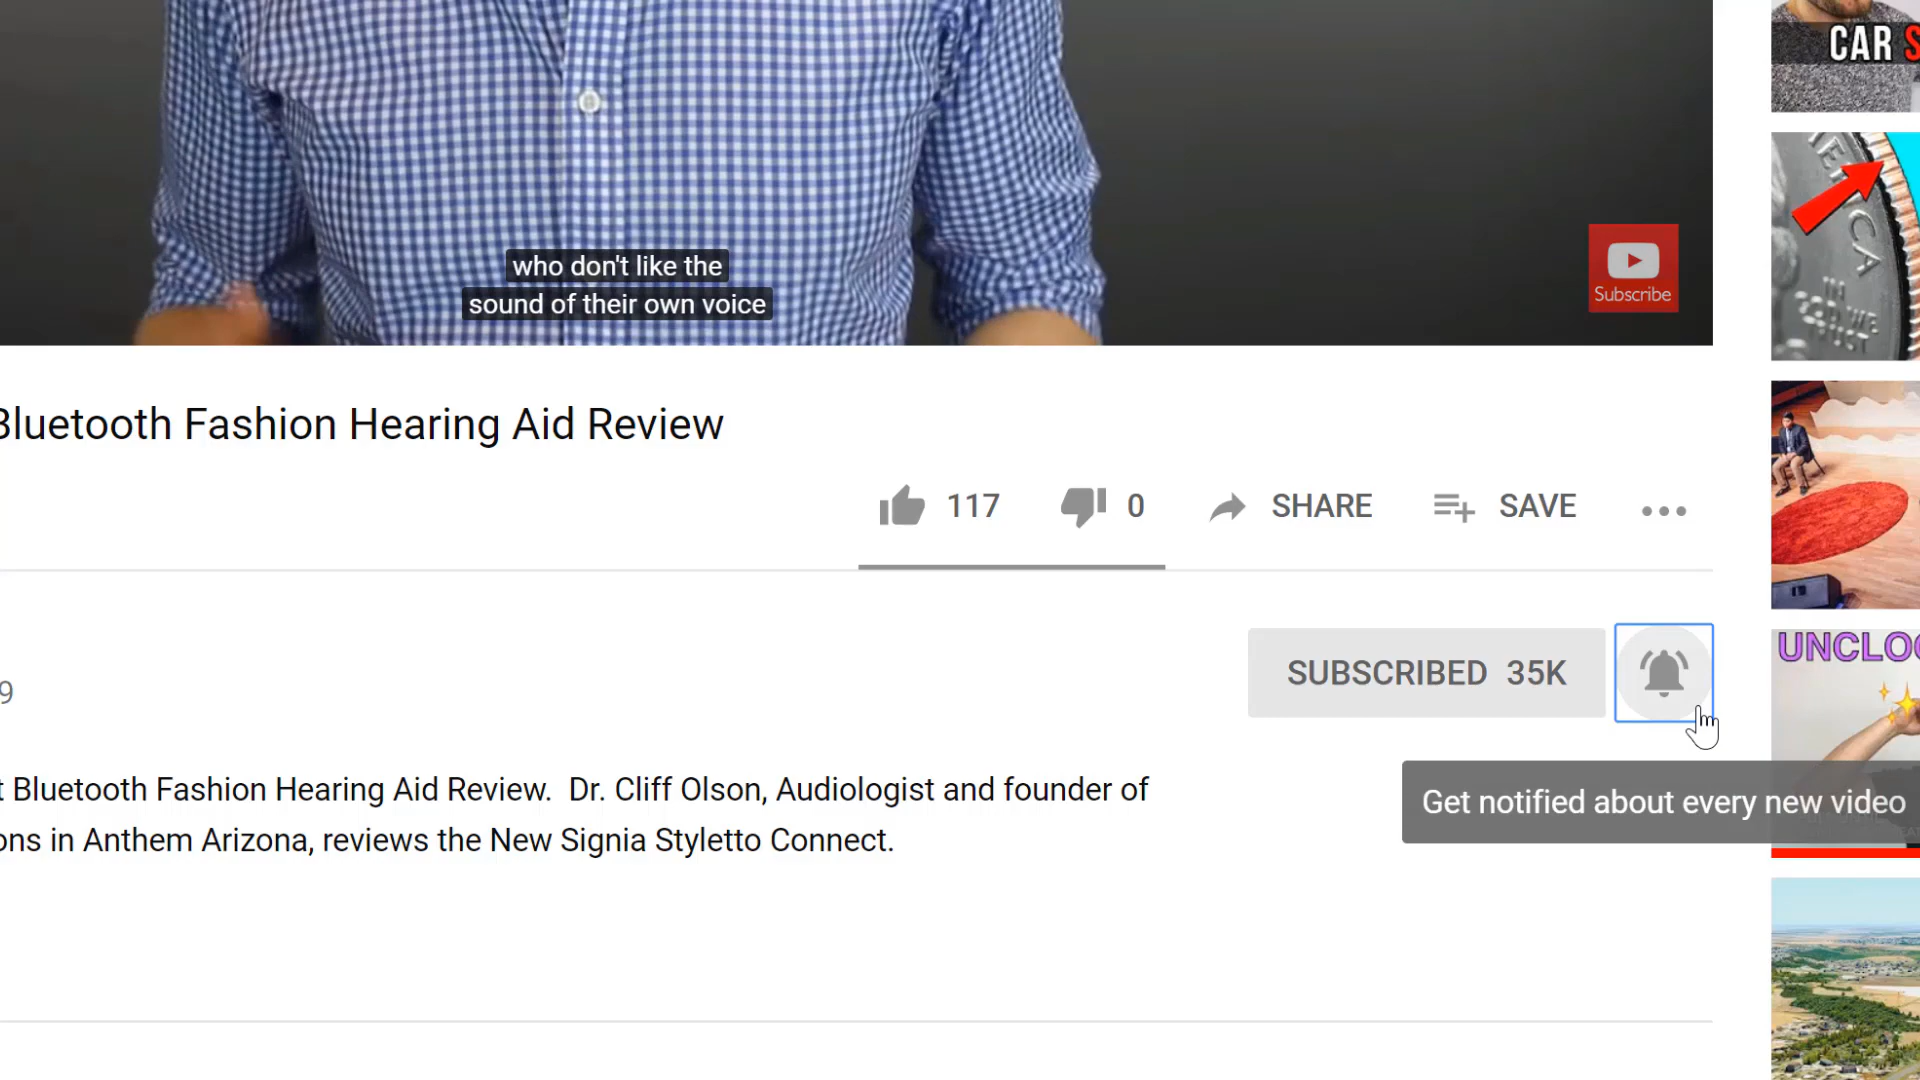 CAR
who don't like the
sound of their own voice
Subscribe
Bluetooth Fashion Hearing Aid Review
117
0
SHARE
SAVE
SUBSCRIBED 35K
9
UNCLO
Get notified about every new video
t Bluetooth Fashion Hearing Aid Review. Dr. Cliff Olson, Audiologist and founder of
ons in Anthem Arizona, reviews the New Signia Styletto Connect.